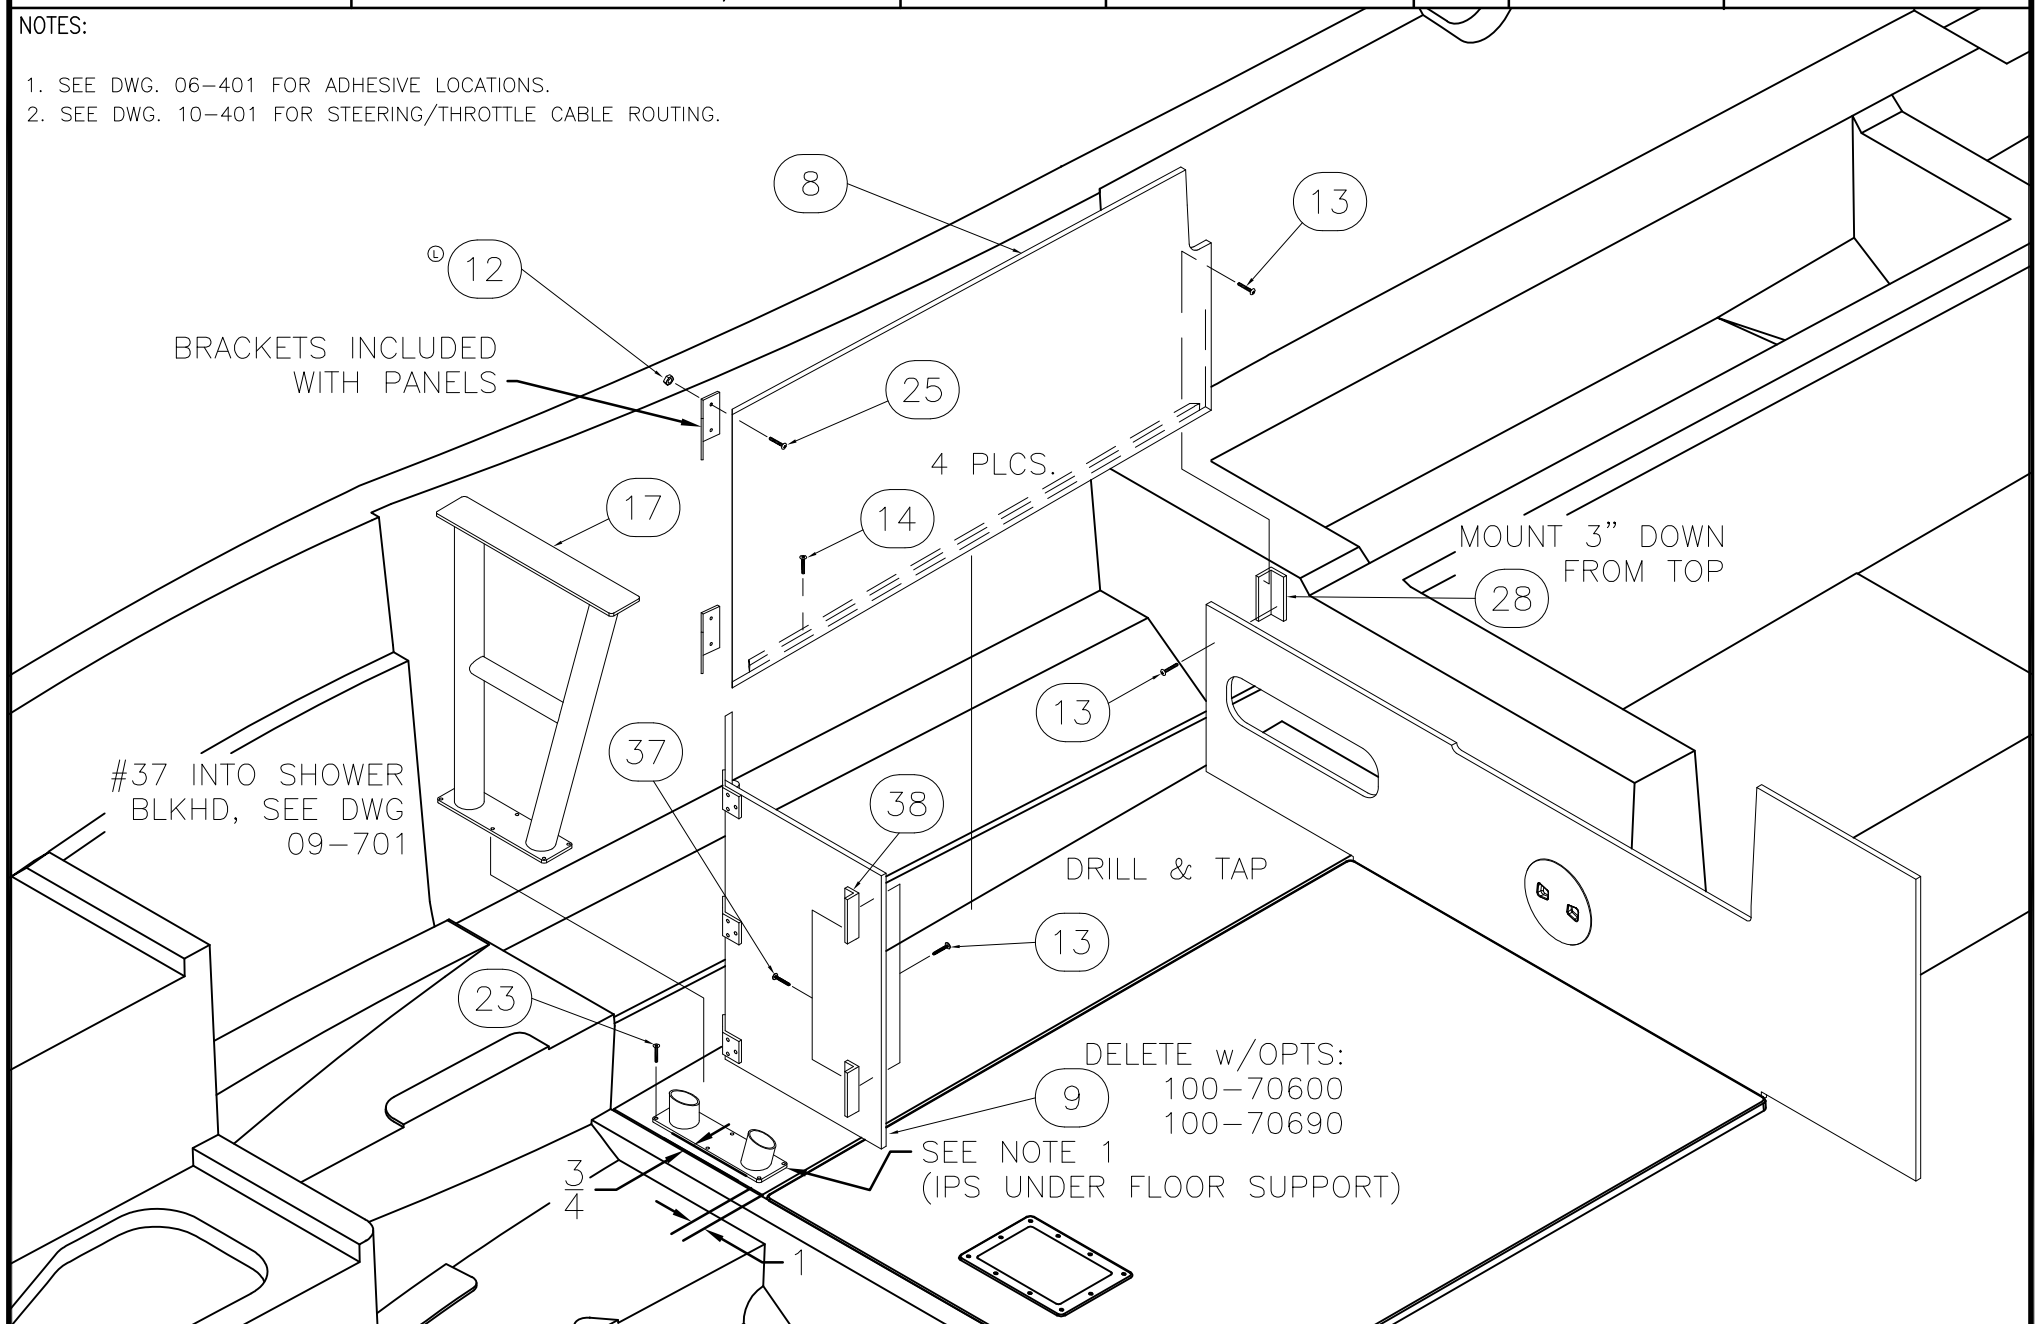 NOTES:
1. SEE DWG. 06-401 FOR ADHESIVE LOCATIONS.
2. SEE DWG. 10-401 FOR STEERING/THROTTLE CABLE ROUTING.
8
13
L
12
BRACKETS INCLUDED
WITH PANELS
25
4 PLCS.
17
14
MOUNT 3" DOWN
FROM TOP
28
13
37
#37 INTO SHOWER
BLKHD, SEE DWG
09-701
38
DRILL & TAP
13
23
DELETE w/OPTS:
100-70600
100-70690
9
SEE NOTE 1
(IPS UNDER FLOOR SUPPORT)
3/4
1